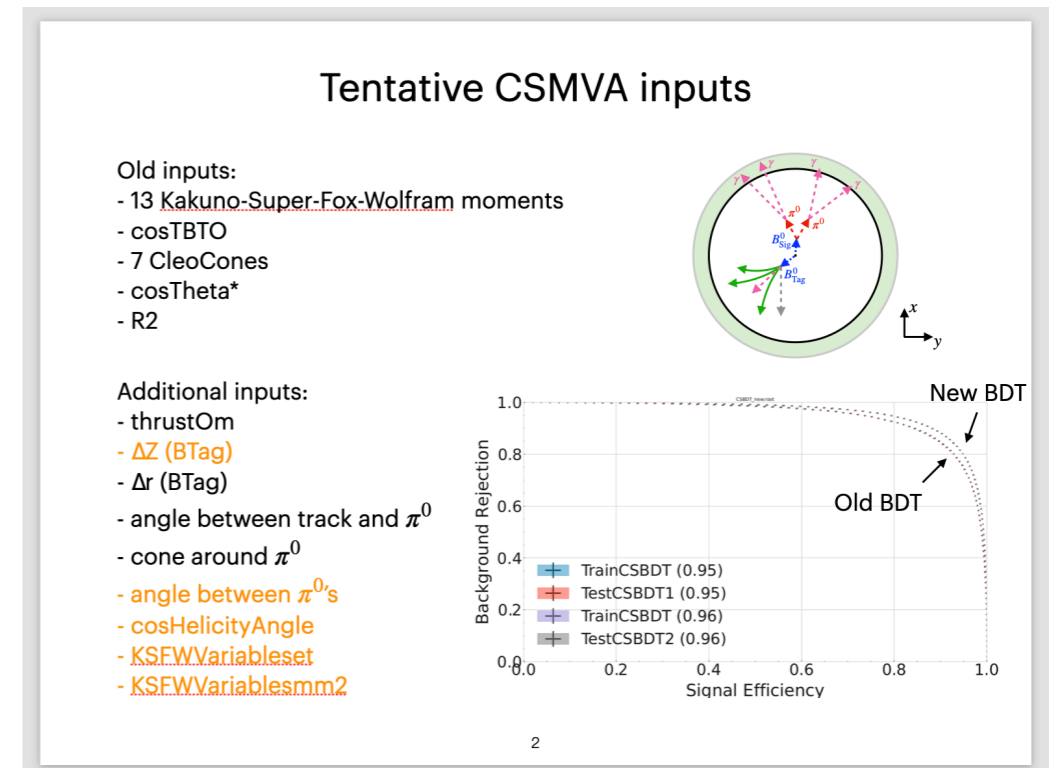 Tentative CSMVA inputs
Old inputs:
- 13 Kakuno-Super-Fox-Wolfram moments
- cosTBTO
- 7 CleoCones
- cosTheta*
- R2
γ
γ
γ
γ
π⁰
π⁰
B⁰Sig
B⁰Tag
x
y
Additional inputs:
- thrustOm
- ΔZ (BTag)
- Δr (BTag)
- angle between track and π⁰
- cone around π⁰
- angle between π⁰'s
- cosHelicityAngle
- KSFWVariableset
- KSFWVariablesmm2
CSBDT_new.root
New BDT
Old BDT
Background Rejection
1.0
0.8
0.6
0.4
0.2
0.0
TrainCSBDT (0.95)
TestCSBDT1 (0.95)
TrainCSBDT (0.96)
TestCSBDT2 (0.96)
0.0 0.2 0.4 0.6 0.8 1.0
Signal Efficiency
2